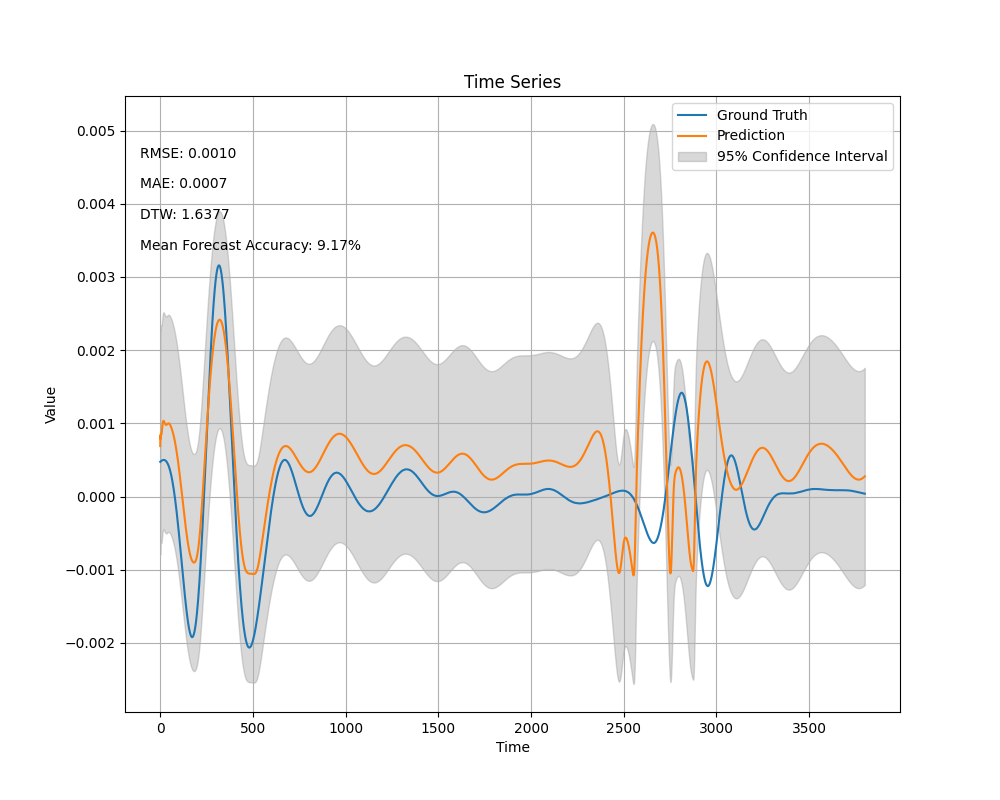 Time Series
Ground Truth
Prediction
95% Confidence Interval
RMSE: 0.0010
MAE: 0.0007
DTW: 1.6377
Mean Forecast Accuracy: 9.17%
Value
0.005
0.004
0.003
0.002
0.001
0.000
−0.001
−0.002
0 500 1000 1500 2000 2500 3000 3500
Time